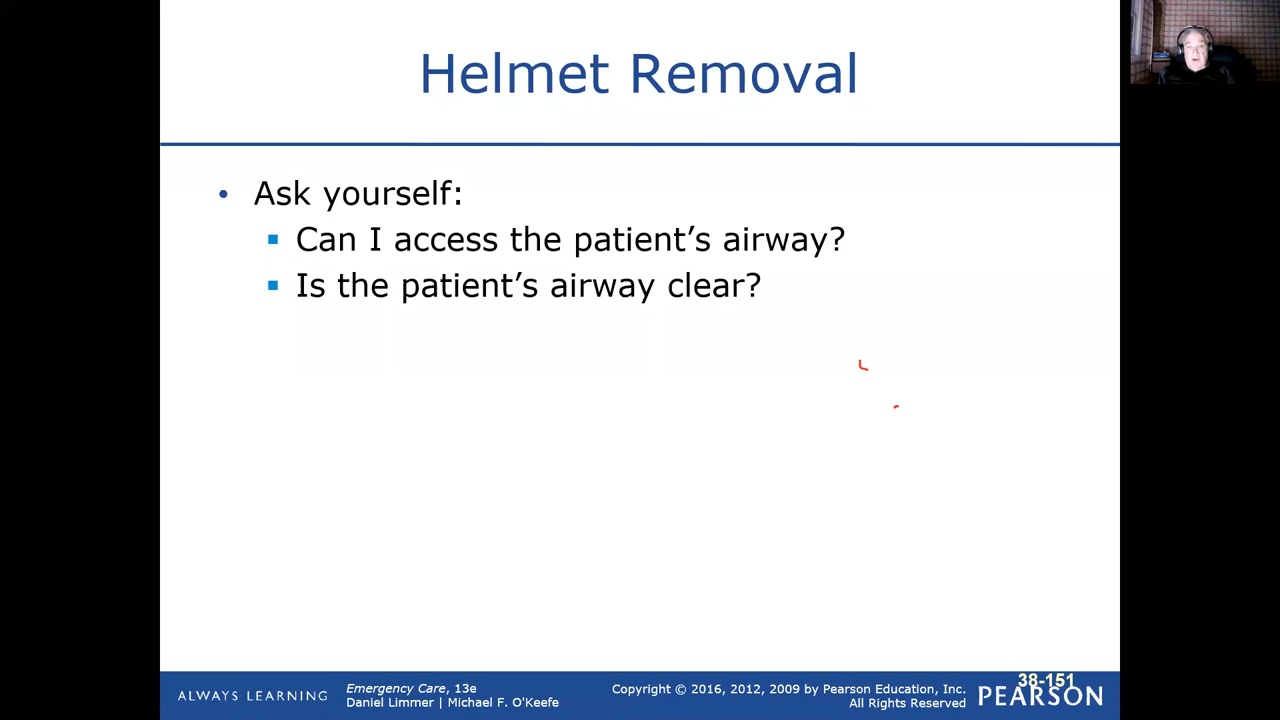 Helmet Removal
• Ask yourself:
▪ Can I access the patient’s airway?
▪ Is the patient’s airway clear?
ALWAYS LEARNING
Emergency Care, 13e
Daniel Limmer | Michael F. O'Keefe
Copyright © 2016, 2012, 2009 by Pearson Education, Inc.
All Rights Reserved
38-151
PEARSON